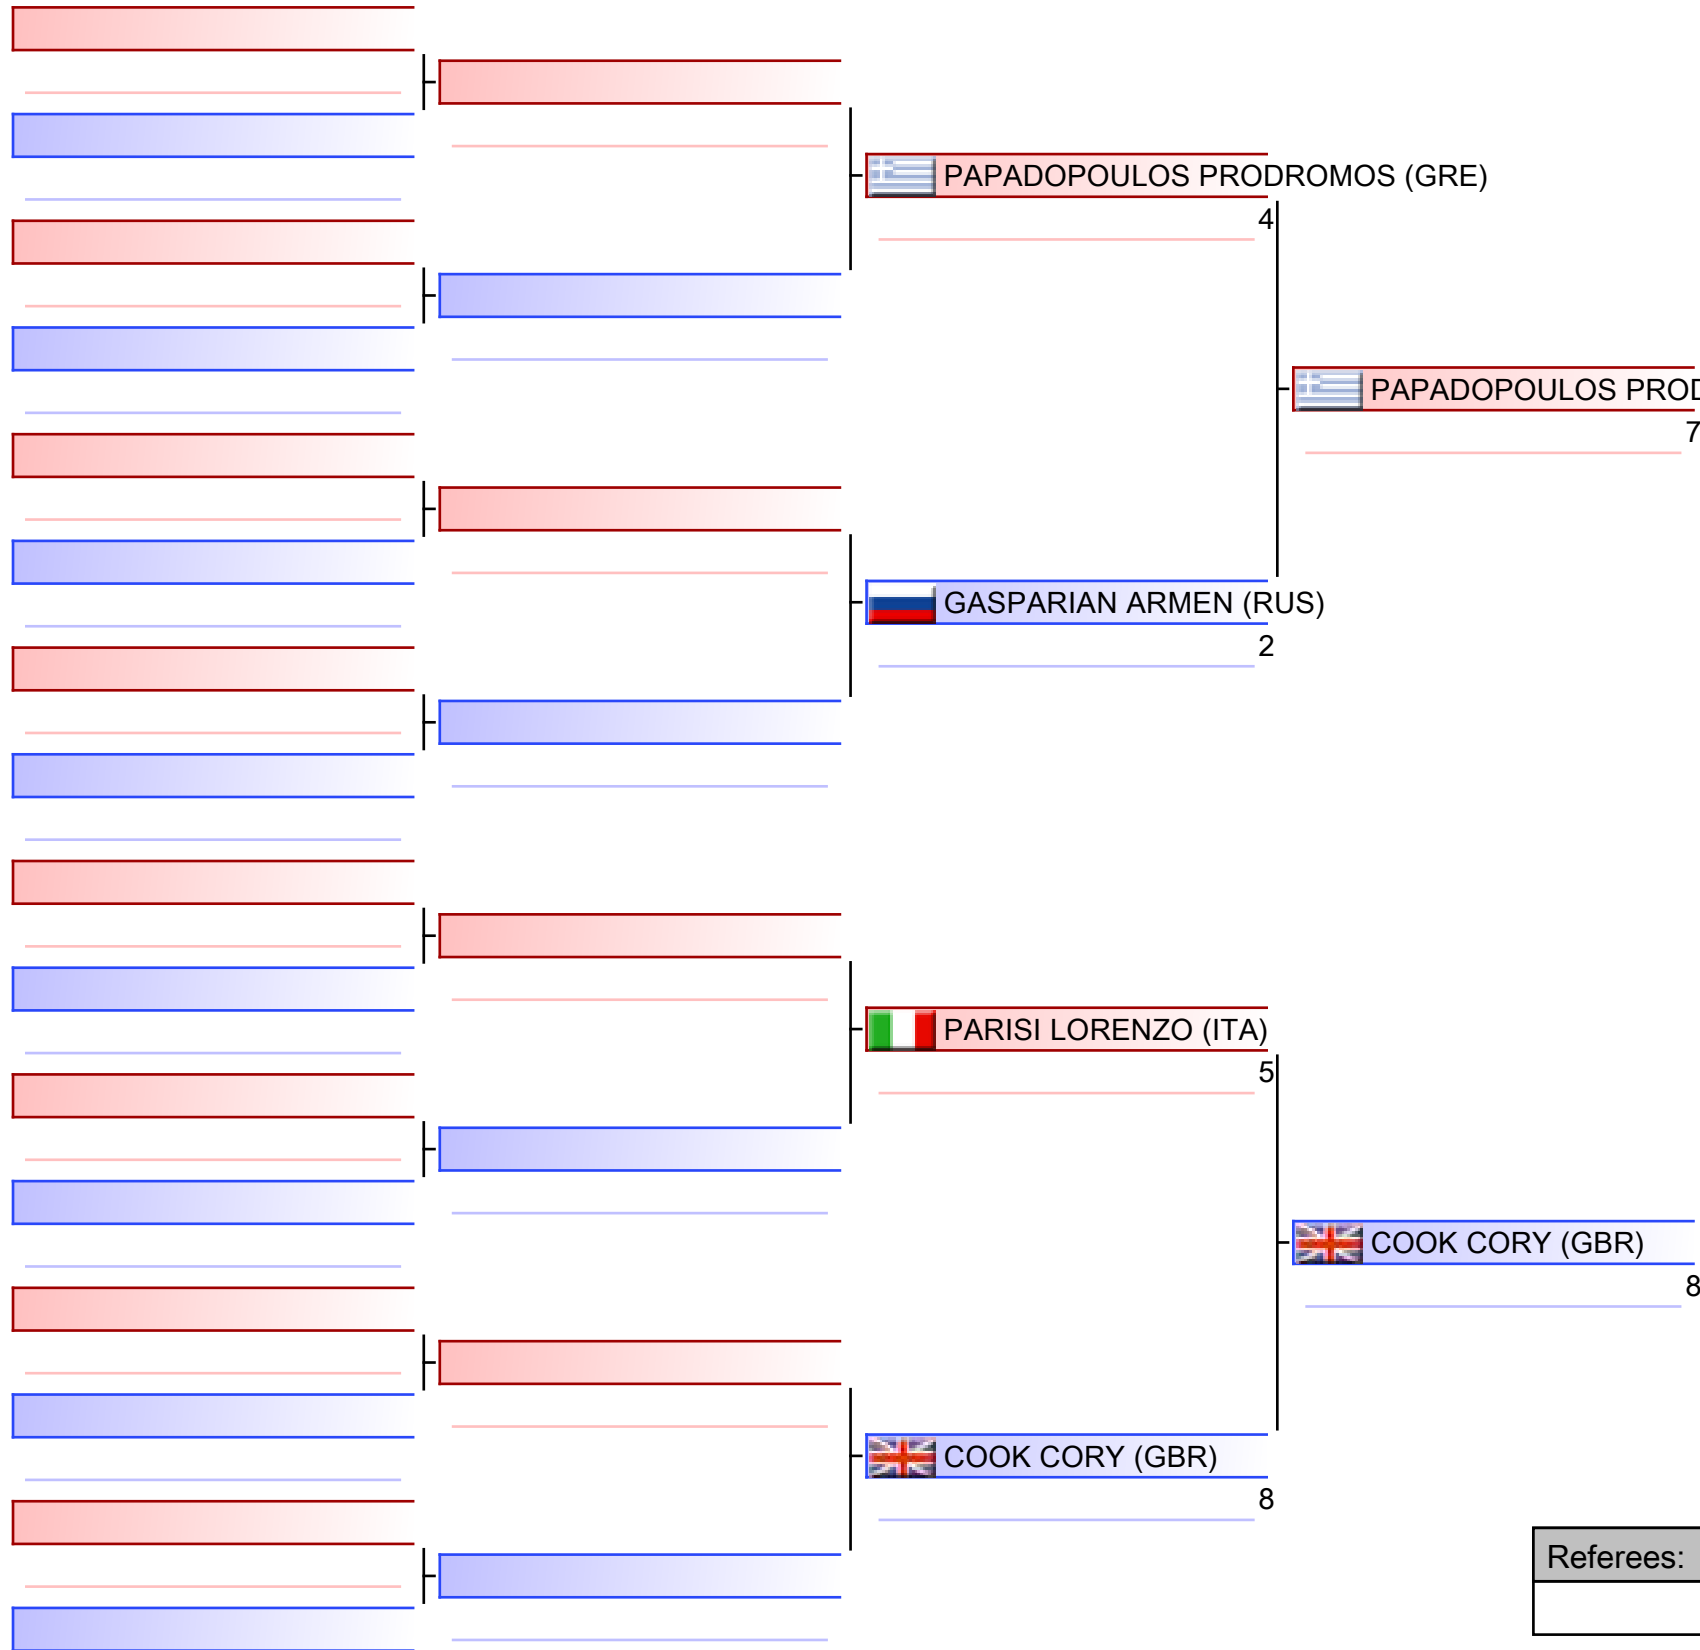 PAPADOPOULOS PRODROMOS (GRE)
4
PAPADOPOULOS PROD
7
GASPARIAN ARMEN (RUS)
2
PARISI LORENZO (ITA)
5
COOK CORY (GBR)
8
COOK CORY (GBR)
8
Referees: